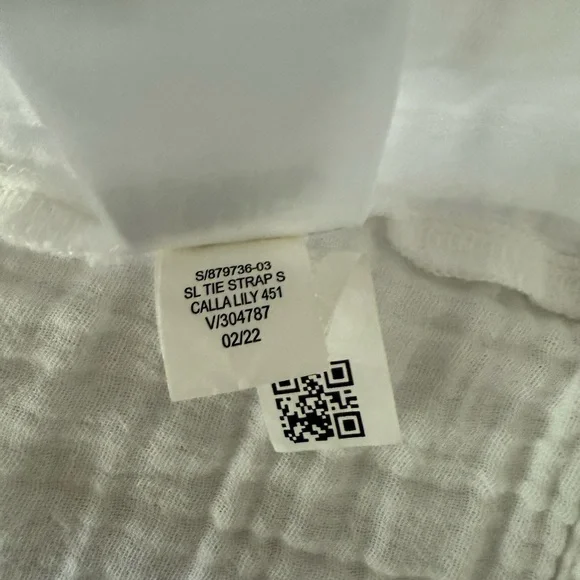 S/879736-03
SL TIE STRAP S
CALLA LILY 451
V/304787
02/22